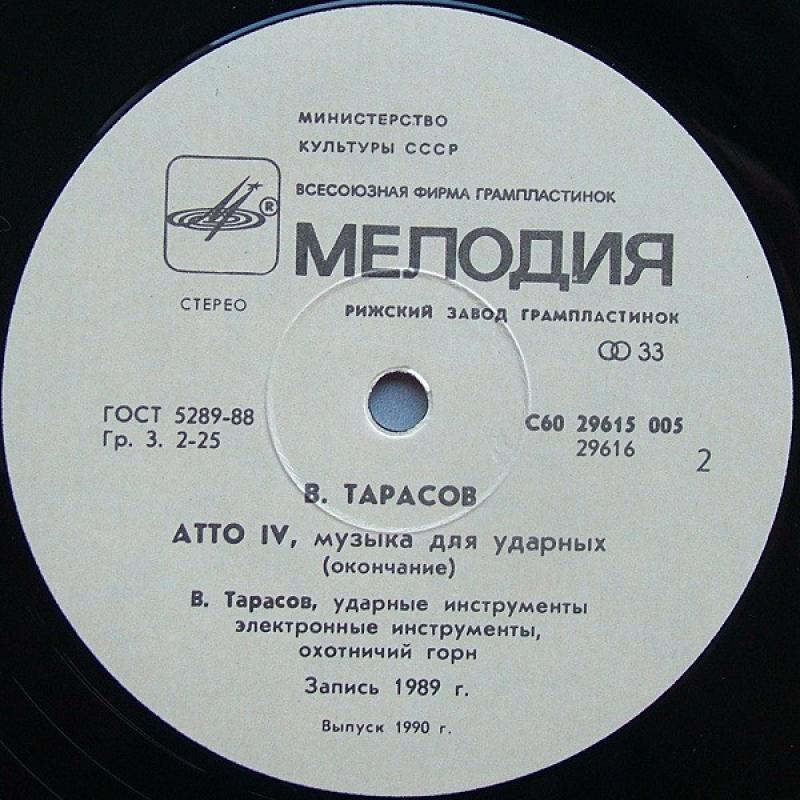 МИНИСТЕРСТВО
КУЛЬТУРЫ СССР
ВСЕСОЮЗНАЯ ФИРМА ГРАМПЛАСТИНОК
®
МЕЛОДИЯ
СТЕРЕО
РИЖСКИЙ ЗАВОД ГРАМПЛАСТИНОК
33
ГОСТ 5289-88
Гр. 3. 2-25
С60 29615 005
29616
2
В. ТАРАСОВ
АТТО IV, музыка для ударных
(окончание)
В. Тарасов, ударные инструменты
электронные инструменты,
охотничий горн
Запись 1989 г.
Выпуск 1990 г.